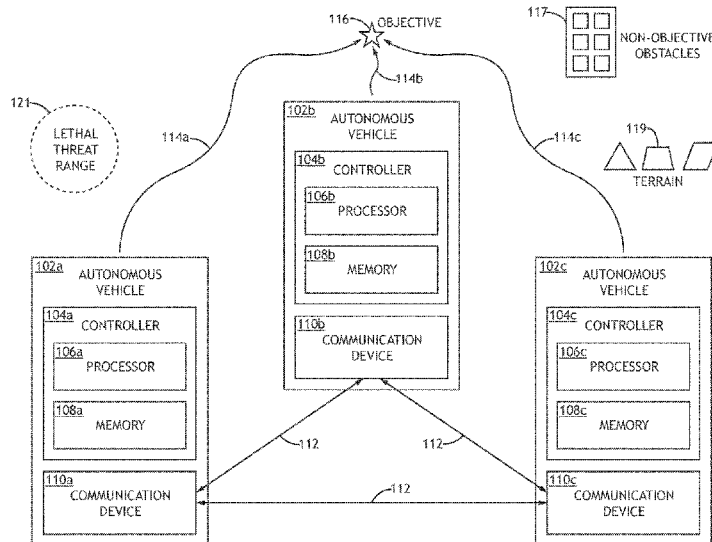 116
OBJECTIVE
117
NON-OBJECTIVE
OBSTACLES
114b
121
LETHAL
THREAT
RANGE
114a
102b
AUTONOMOUS
VEHICLE
104b
CONTROLLER
106b
PROCESSOR
108b
MEMORY
110b
COMMUNICATION
DEVICE
114c
119
TERRAIN
102a
AUTONOMOUS
VEHICLE
104a
CONTROLLER
106a
PROCESSOR
108a
MEMORY
110a
COMMUNICATION
DEVICE
102c
AUTONOMOUS
VEHICLE
104c
CONTROLLER
106c
PROCESSOR
108c
MEMORY
110c
COMMUNICATION
DEVICE
112
112
112